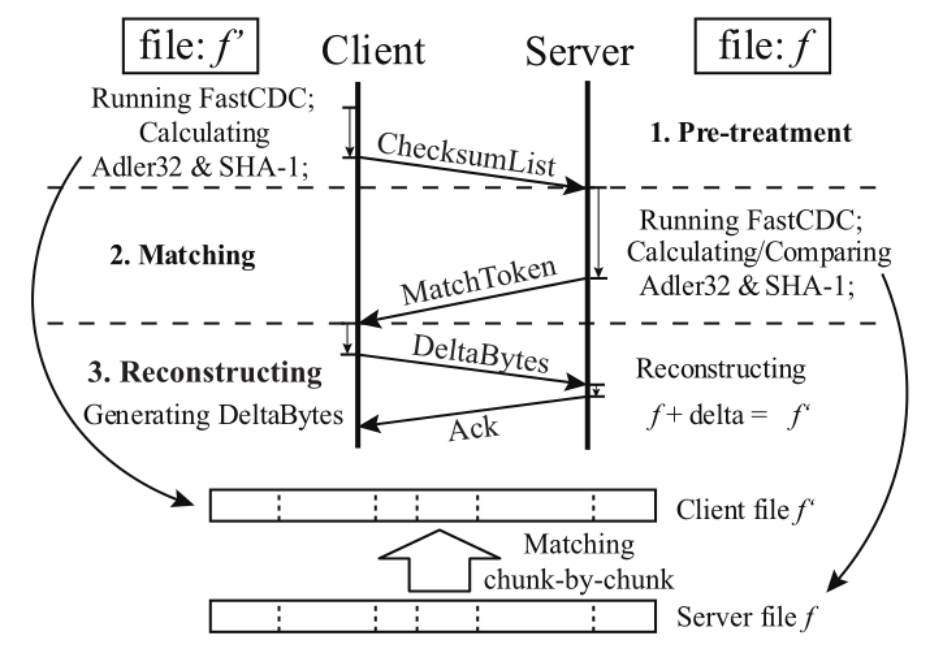 file: f’
Client
Server
file: f
Running FastCDC;
Calculating
Adler32 & SHA-1;
ChecksumList
1. Pre-treatment
2. Matching
MatchToken
Running FastCDC;
Calculating/Comparing
Adler32 & SHA-1;
3. Reconstructing
Generating DeltaBytes
DeltaBytes
Ack
Reconstructing
f + delta = f‘
Client file f‘
Matching
chunk-by-chunk
Server file f